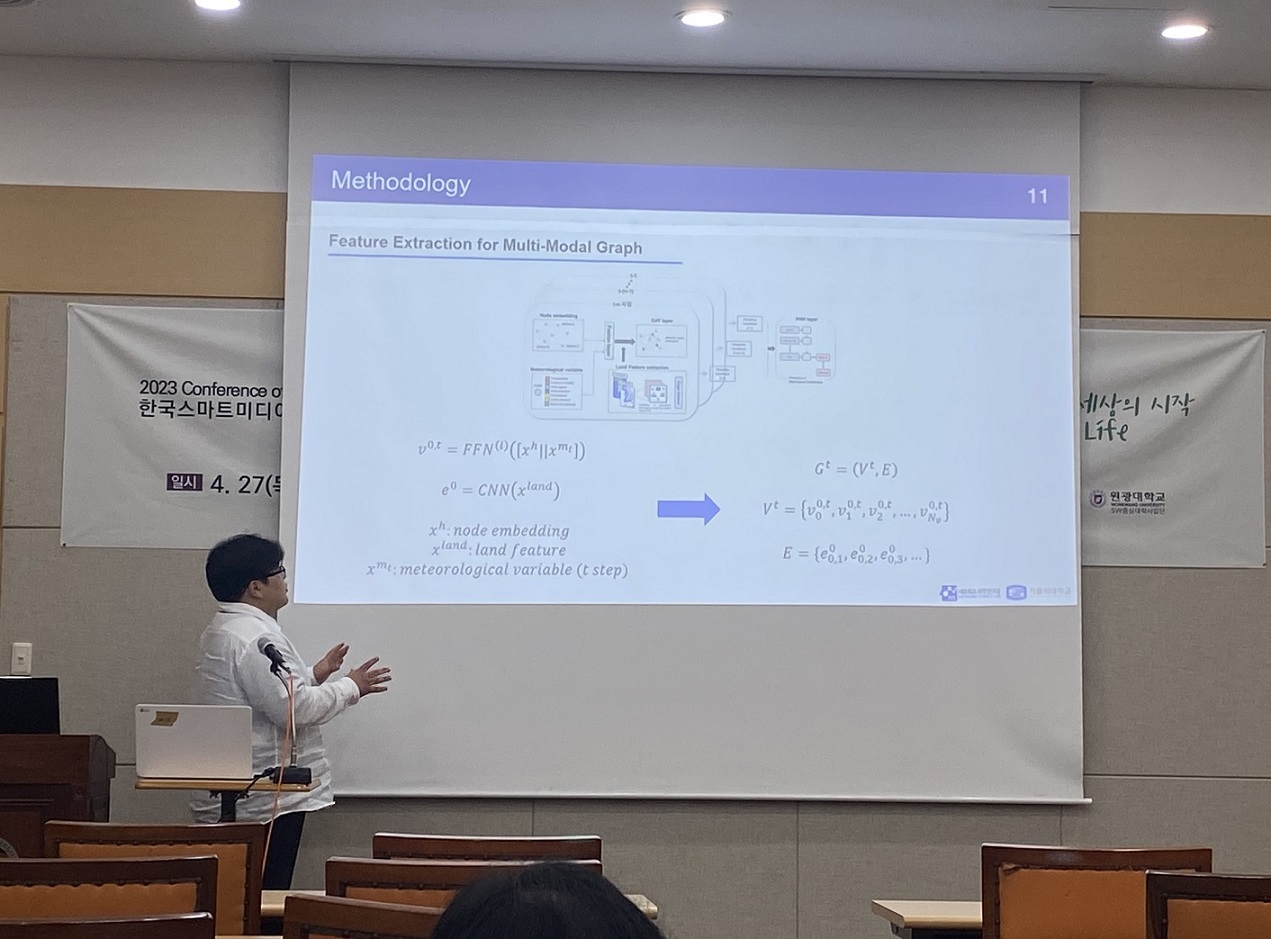 Methodology
11
Feature Extraction for Multi-Modal Graph
Node embedding
GAT layer
Meteorological variable
Land Feature extraction
RNN layer
v^{0,t} = FFN^{(l)}([x^h||x^{m_t}])
e^0 = CNN(x^{land})
x^h: node embedding
x^{land}: land feature
x^{m_t}: meteorological variable (t step)
G^t = (V^t, E)
V^t = {v_0^{0,t}, v_1^{0,t}, v_2^{0,t}, …, v_{N_v}^{0,t}}
E = {e_{0,1}^0, e_{0,2}^0, e_{0,3}^0, …}
2023 Conference of
한국스마트미디어
일시 4. 27(목
세상의 시작
Life
원광대학교
WONKWANG UNIVERSITY
SW중심대학사업단